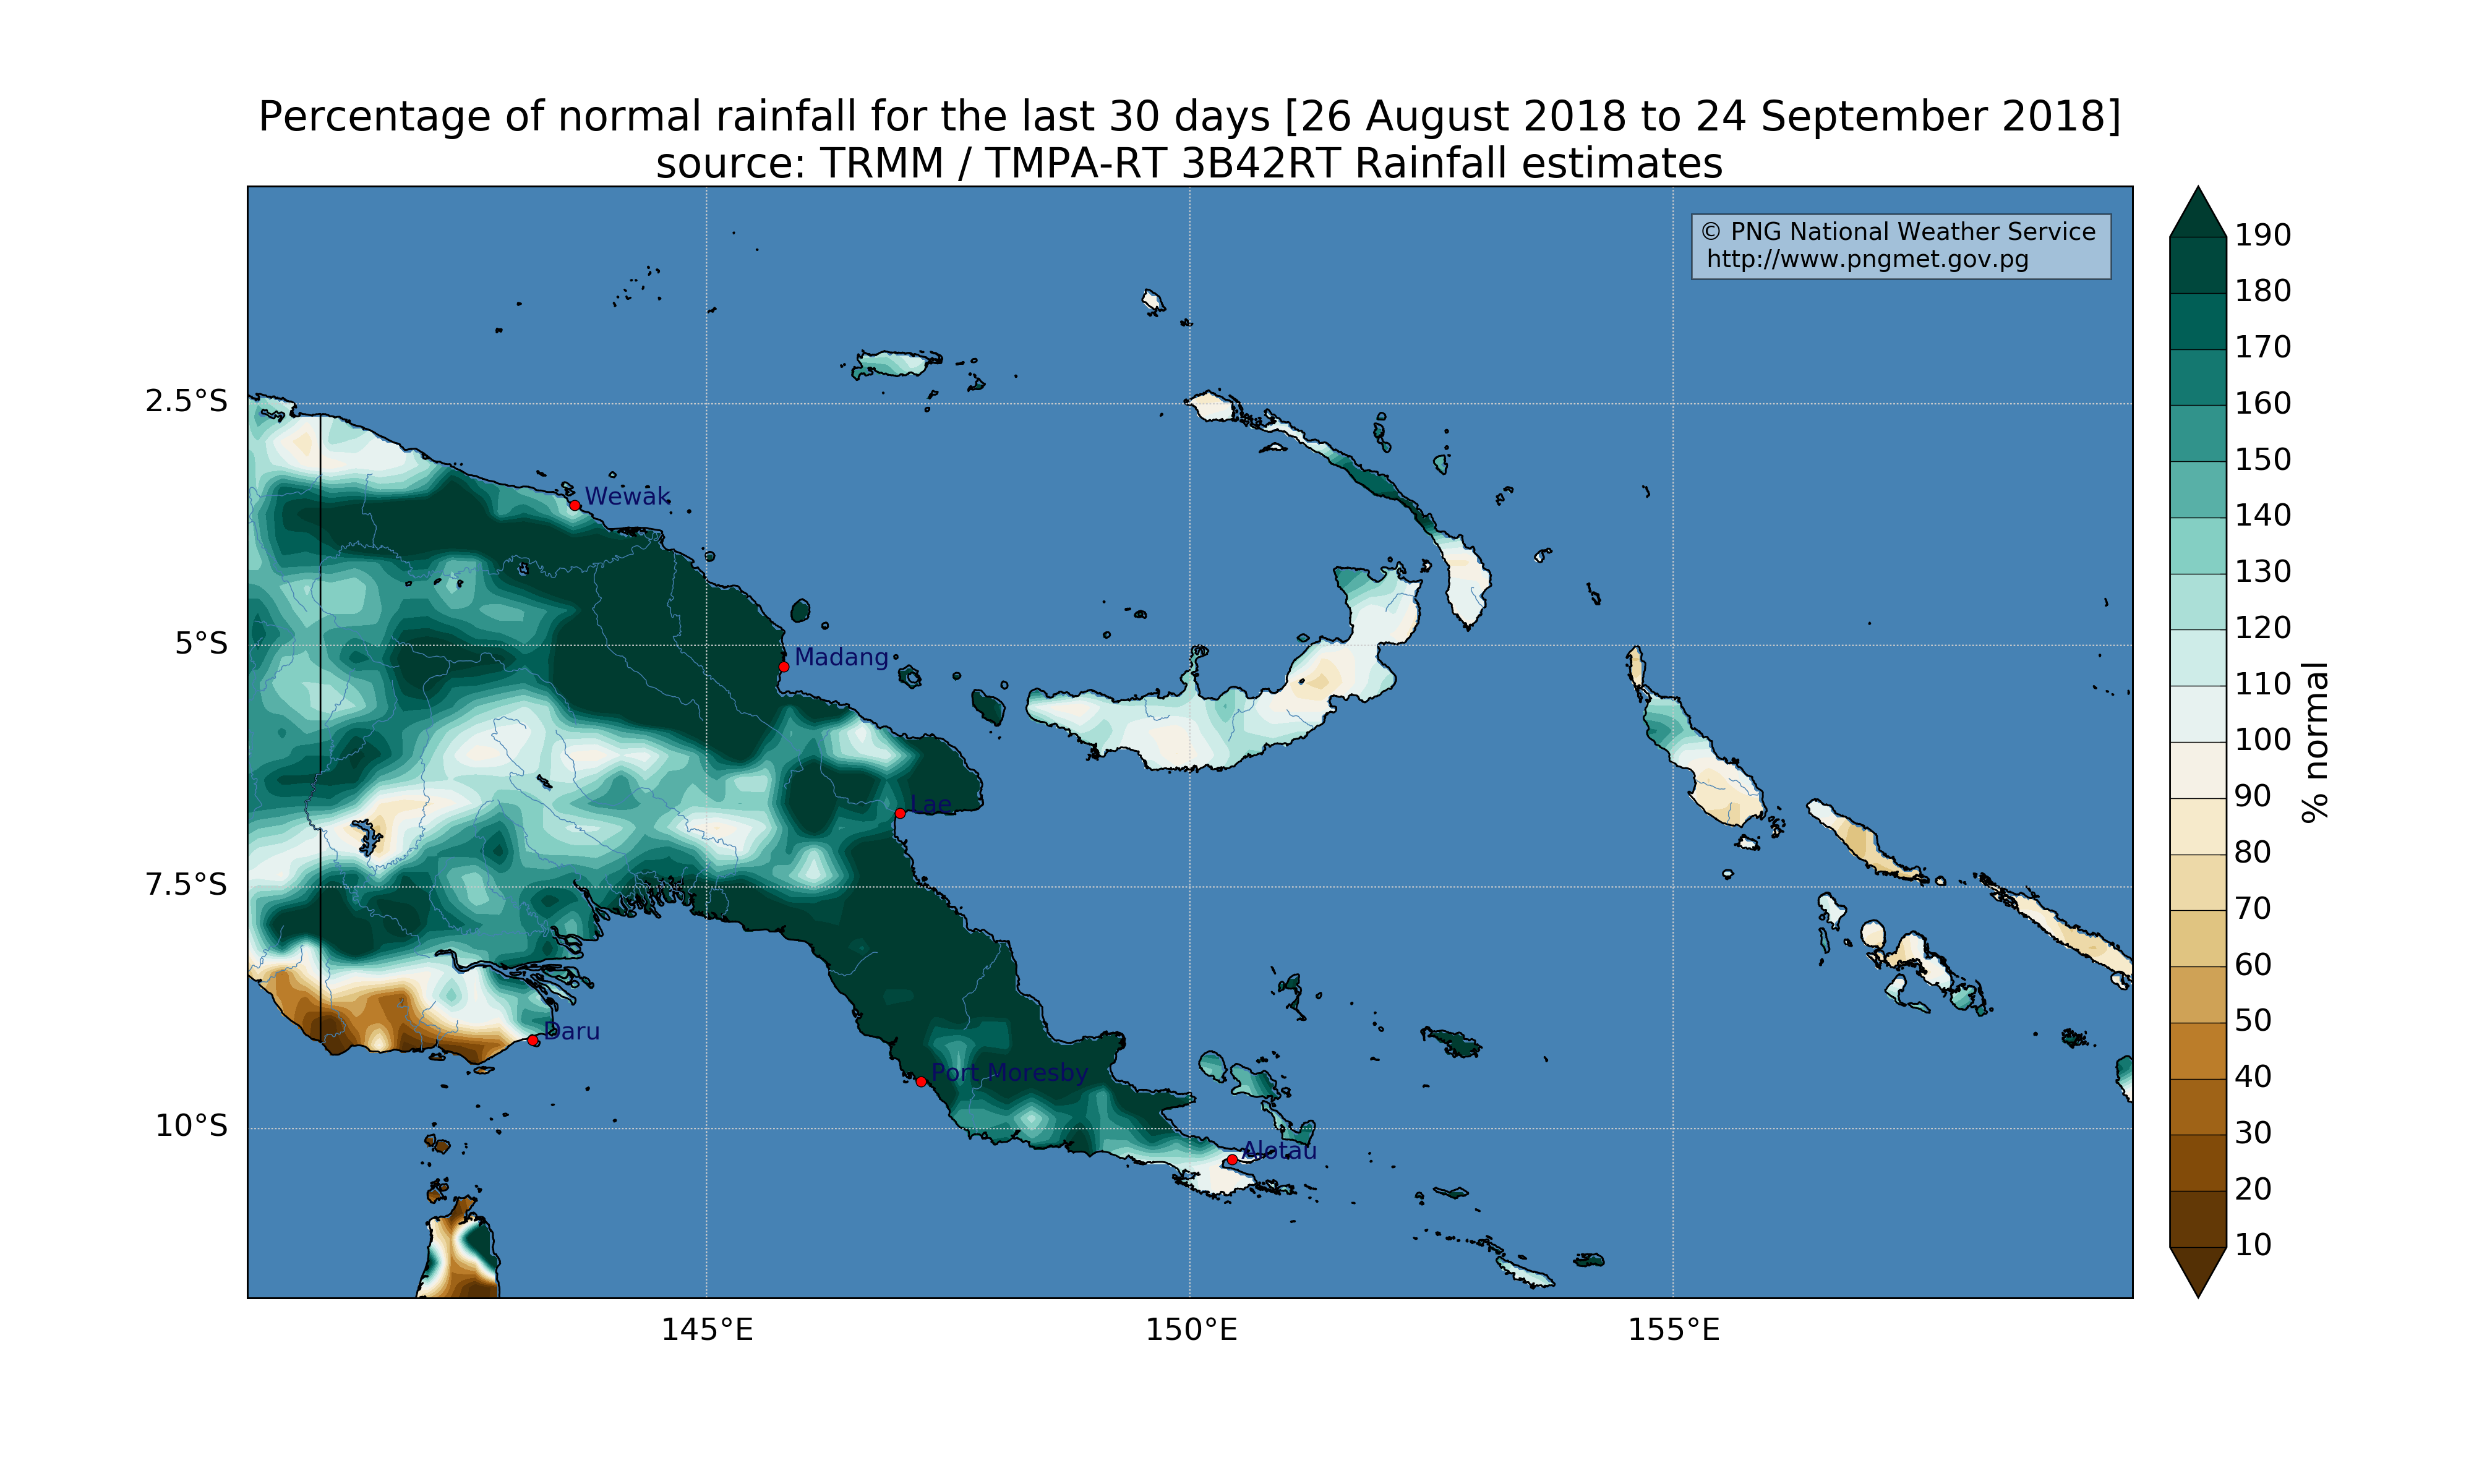 Percentage of normal rainfall for the last 30 days [26 August 2018 to 24 September 2018]
source: TRMM / TMPA-RT 3B42RT Rainfall estimates
© PNG National Weather Service
http://www.pngmet.gov.pg
190
180
170
160
150
140
130
120
110
100
90
80
70
60
50
40
30
20
10
% normal
2.5°S
5°S
7.5°S
10°S
Wewak
Madang
Lae
Daru
Port Moresby
Alotau
145°E
150°E
155°E